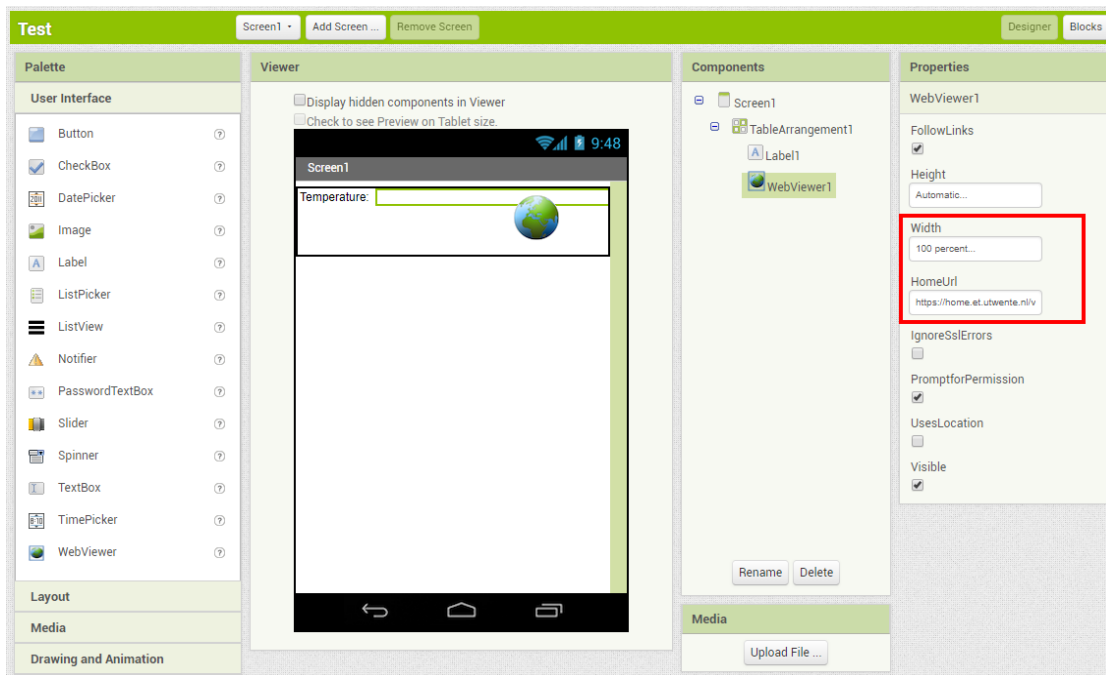 Test
Screen1
Add Screen ...
Remove Screen
Designer
Blocks
Palette
User Interface
Button
CheckBox
DatePicker
Image
Label
ListPicker
ListView
Notifier
PasswordTextBox
Slider
Spinner
TextBox
TimePicker
WebViewer
Layout
Media
Drawing and Animation
Viewer
Display hidden components in Viewer
Check to see Preview on Tablet size.
9:48
Screen1
Temperature:
Components
Screen1
TableArrangement1
A Label1
WebViewer1
Rename
Delete
Media
Upload File ...
Properties
WebViewer1
FollowLinks
Height
Automatic...
Width
100 percent...
HomeUrl
https://home.et.utwente.nl/v
IgnoreSslErrors
PromptforPermission
UsesLocation
Visible